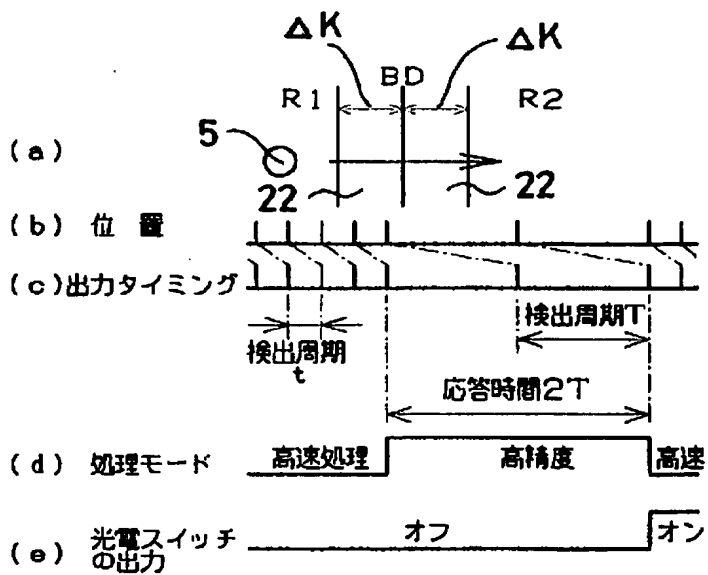 ΔK ΔK
BD
R1 R2
5
(a)
22 22
(b) 位 置
(c)出力タイミング
検出周期T
検出周期
t
応答時間2T
(d) 処理モード 高速処理 高精度 高速
(e) 光電スイッチ
の出力
オフ オン